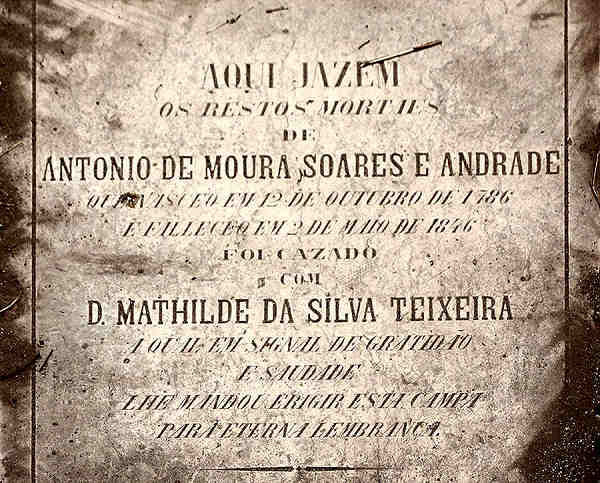 AQUI JAZEM
OS RESTOS MORTAES
DE
ANTONIO DE MOURA SOARES E ANDRADE
QUE NASCEO EM 12 DE OUTUBRO DE 1786
E FALLECEO EM 2 DE MAIO DE 1846
FOI CAZADO
COM
D. MATHILDE DA SILVA TEIXEIRA
A QUAL EM SIGNAL DE GRATIDÃO
E SAUDADE
LHE MANDOU ERIGIR ESTA CAMPA
PARA ETERNA LEMBRANÇA.